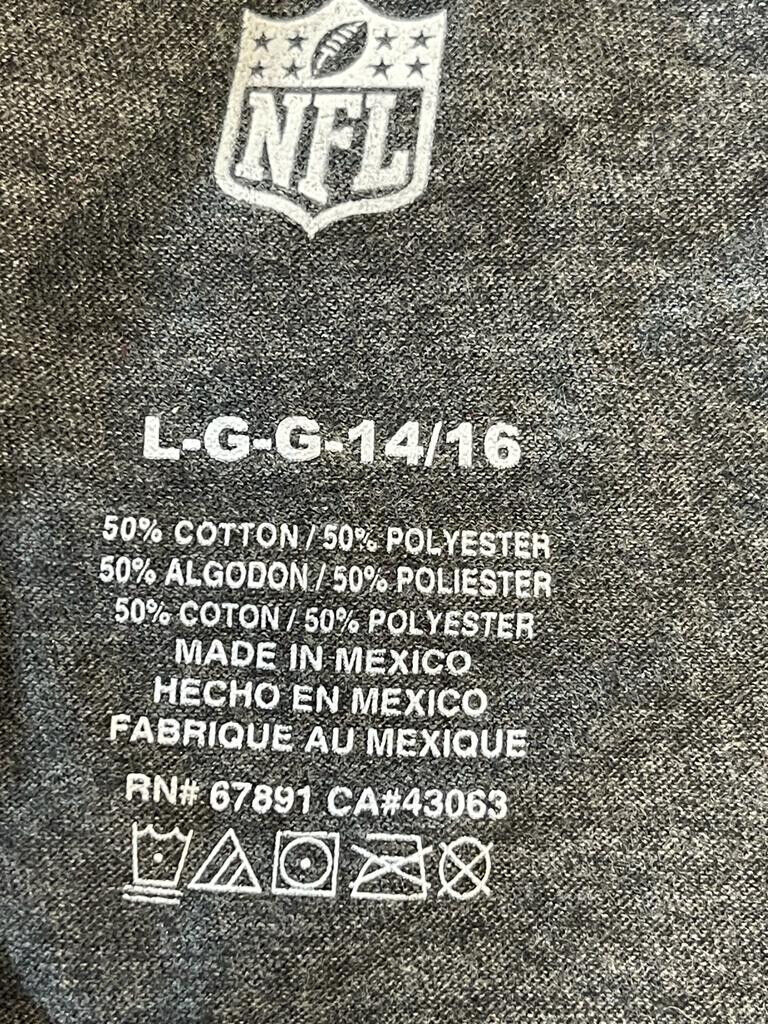 NFL
L-G-G-14/16
50% COTTON / 50% POLYESTER
50% ALGODON / 50% POLIESTER
50% COTON / 50% POLYESTER
MADE IN MEXICO
HECHO EN MEXICO
FABRIQUE AU MEXIQUE
RN# 67891 CA#43063